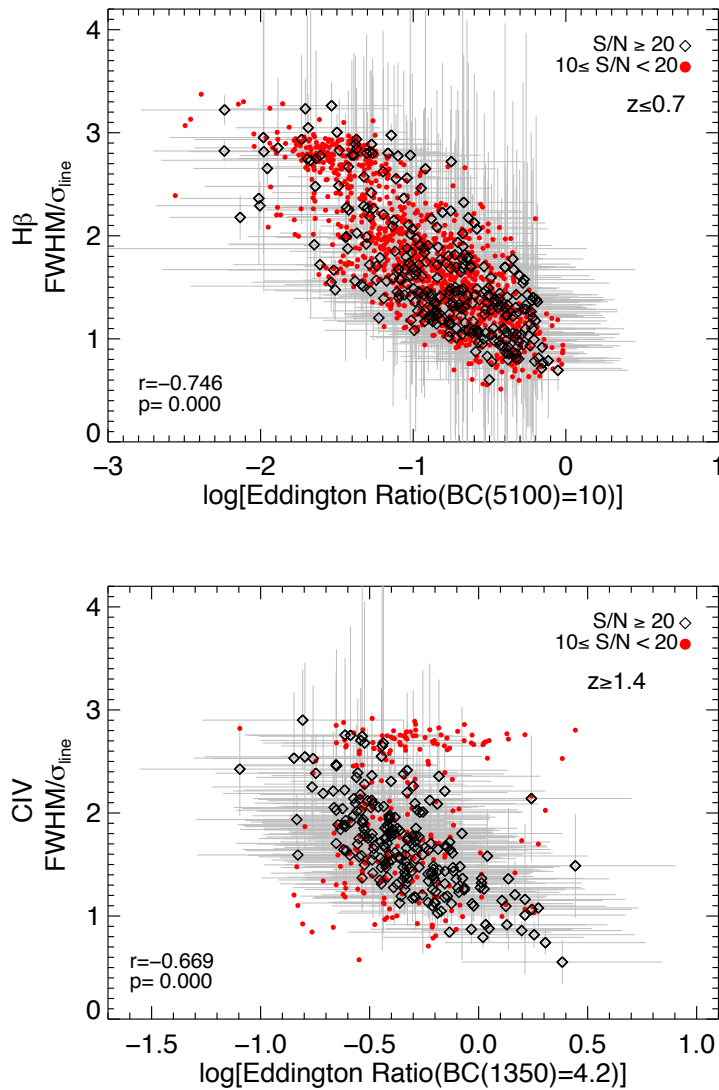 4
3
2
1
0
Hβ
FWHM/σline
S/N ≥ 20
10≤ S/N < 20
z≤0.7
r=−0.746
p= 0.000
−3 −2 −1 0 1
log[Eddington Ratio(BC(5100)=10)]
4
3
2
1
0
CIV
FWHM/σline
S/N ≥ 20
10≤ S/N < 20
z≥1.4
r=−0.669
p= 0.000
−1.5 −1.0 −0.5 0.0 0.5 1.0
log[Eddington Ratio(BC(1350)=4.2)]